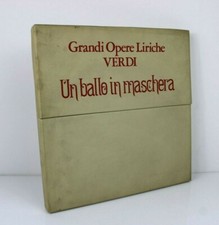 Grandi Opere Liriche
VERDI
Un ballo in maschera